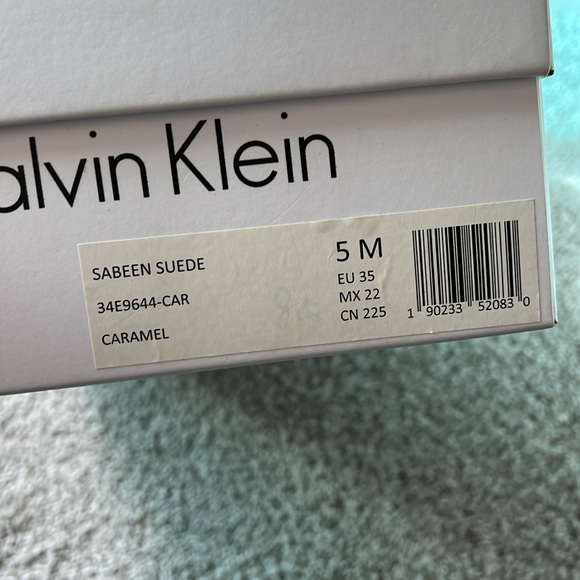 alvin Klein
SABEEN SUEDE
34E9644-CAR
CARAMEL
5 M
EU 35
MX 22
CN 225
1 90233 52083 0